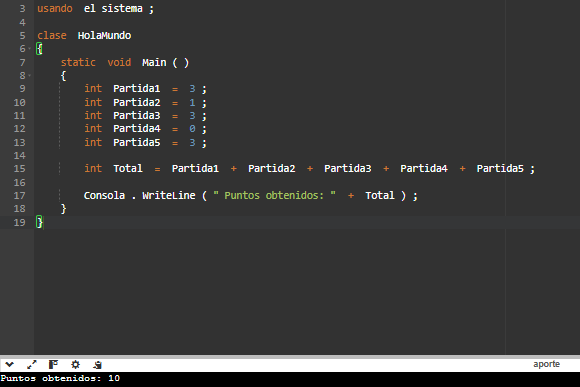 3 usando el sistema ;
4
5 clase HolaMundo
6 {
7 static void Main ( )
8 {
9 int Partida1 = 3 ;
10 int Partida2 = 1 ;
11 int Partida3 = 3 ;
12 int Partida4 = 0 ;
13 int Partida5 = 3 ;
14
15 int Total = Partida1 + Partida2 + Partida3 + Partida4 + Partida5 ;
16
17 Consola . WriteLine ( " Puntos obtenidos: " + Total ) ;
18 }
19 }
aporte
Puntos obtenidos: 10